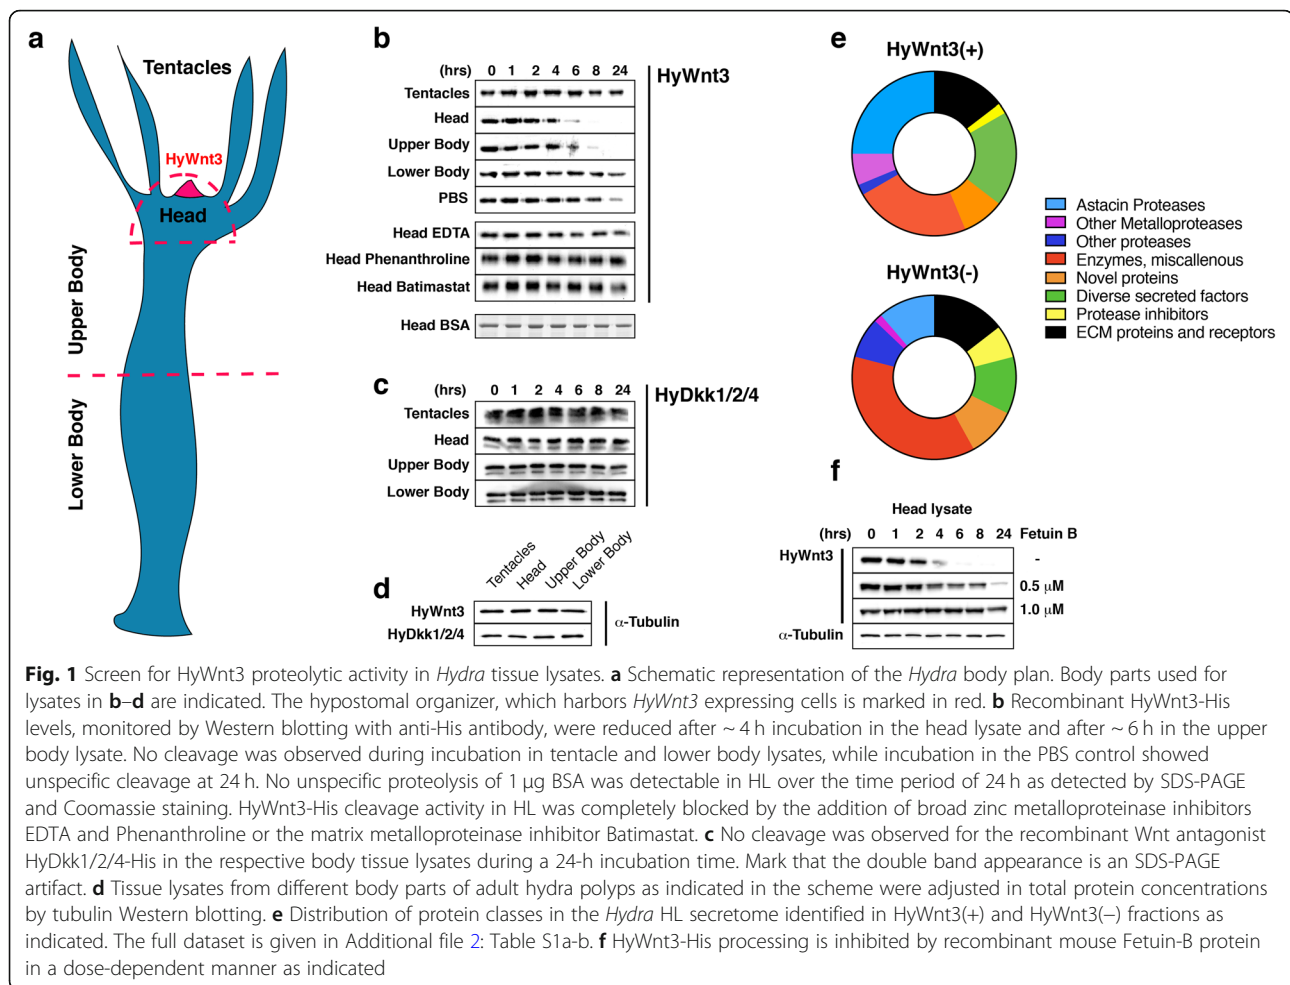 a
Tentacles
HyWnt3
Head
Upper Body
Lower Body
b
(hrs) 0 1 2 4 6 8 24
HyWnt3
Tentacles
Head
Upper Body
Lower Body
PBS
Head EDTA
Head Phenanthroline
Head Batimastat
Head BSA
c
(hrs) 0 1 2 4 6 8 24
HyDkk1/2/4
Tentacles
Head
Upper Body
Lower Body
d
Tentacles
Head
Upper Body
Lower Body
HyWnt3
HyDkk1/2/4
α-Tubulin
e
HyWnt3(+)
HyWnt3(-)
Astacin Proteases
Other Metalloproteases
Other proteases
Enzymes, miscallenous
Novel proteins
Diverse secreted factors
Protease inhibitors
ECM proteins and receptors
f
Head lysate
(hrs) 0 1 2 4 6 8 24 Fetuin B
HyWnt3
-
0.5 µM
1.0 µM
α-Tubulin
Fig. 1 Screen for HyWnt3 proteolytic activity in Hydra tissue lysates. a Schematic representation of the Hydra body plan. Body parts used for
lysates in b–d are indicated. The hypostomal organizer, which harbors HyWnt3 expressing cells is marked in red. b Recombinant HyWnt3-His
levels, monitored by Western blotting with anti-His antibody, were reduced after ~ 4 h incubation in the head lysate and after ~ 6 h in the upper
body lysate. No cleavage was observed during incubation in tentacle and lower body lysates, while incubation in the PBS control showed
unspecific cleavage at 24 h. No unspecific proteolysis of 1 µg BSA was detectable in HL over the time period of 24 h as detected by SDS-PAGE
and Coomassie staining. HyWnt3-His cleavage activity in HL was completely blocked by the addition of broad zinc metalloproteinase inhibitors
EDTA and Phenanthroline or the matrix metalloproteinase inhibitor Batimastat. c No cleavage was observed for the recombinant Wnt antagonist
HyDkk1/2/4-His in the respective body tissue lysates during a 24-h incubation time. Mark that the double band appearance is an SDS-PAGE
artifact. d Tissue lysates from different body parts of adult hydra polyps as indicated in the scheme were adjusted in total protein concentrations
by tubulin Western blotting. e Distribution of protein classes in the Hydra HL secretome identified in HyWnt3(+) and HyWnt3(−) fractions as
indicated. The full dataset is given in Additional file 2: Table S1a-b. f HyWnt3-His processing is inhibited by recombinant mouse Fetuin-B protein
in a dose-dependent manner as indicated